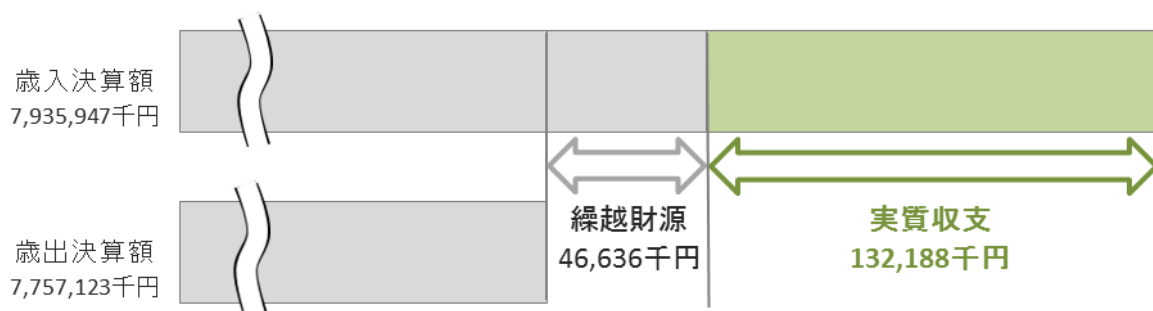 歳入決算額
7,935,947千円
繰越財源
46,636千円
実質収支
132,188千円
歳出決算額
7,757,123千円